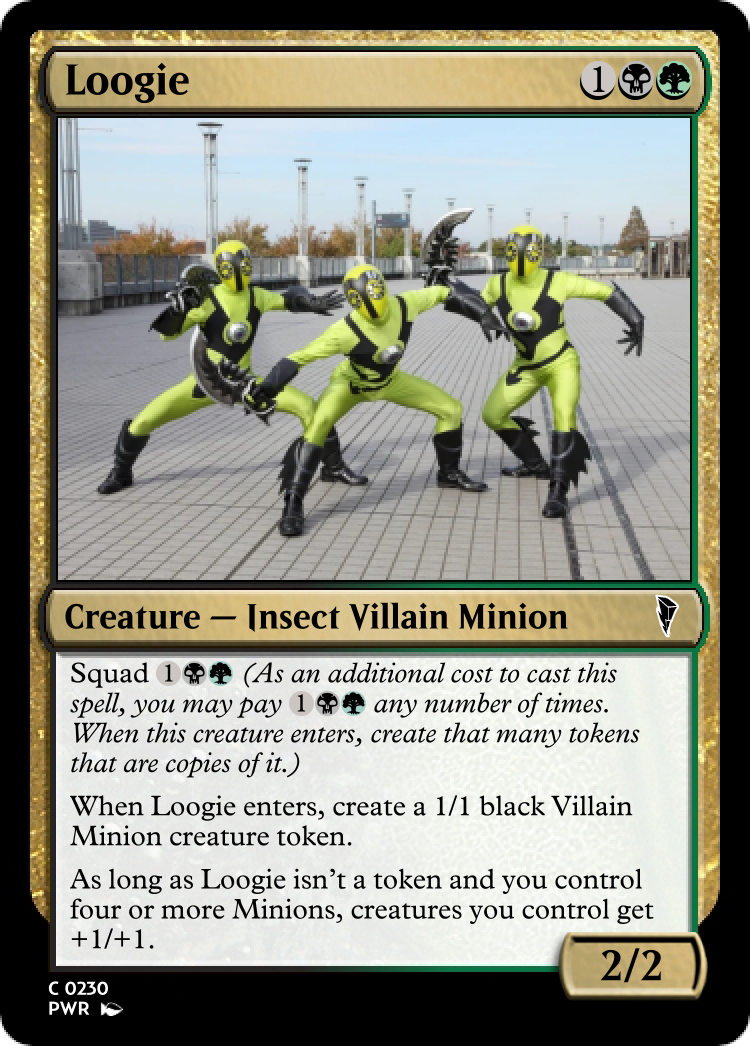 Loogie 1
Creature — Insect Villain Minion
Squad 1 (As an additional cost to cast this
spell, you may pay 1 any number of times.
When this creature enters, create that many tokens
that are copies of it.)
When Loogie enters, create a 1/1 black Villain
Minion creature token.
As long as Loogie isn't a token and you control
four or more Minions, creatures you control get
+1/+1.
2/2
C 0230
PWR